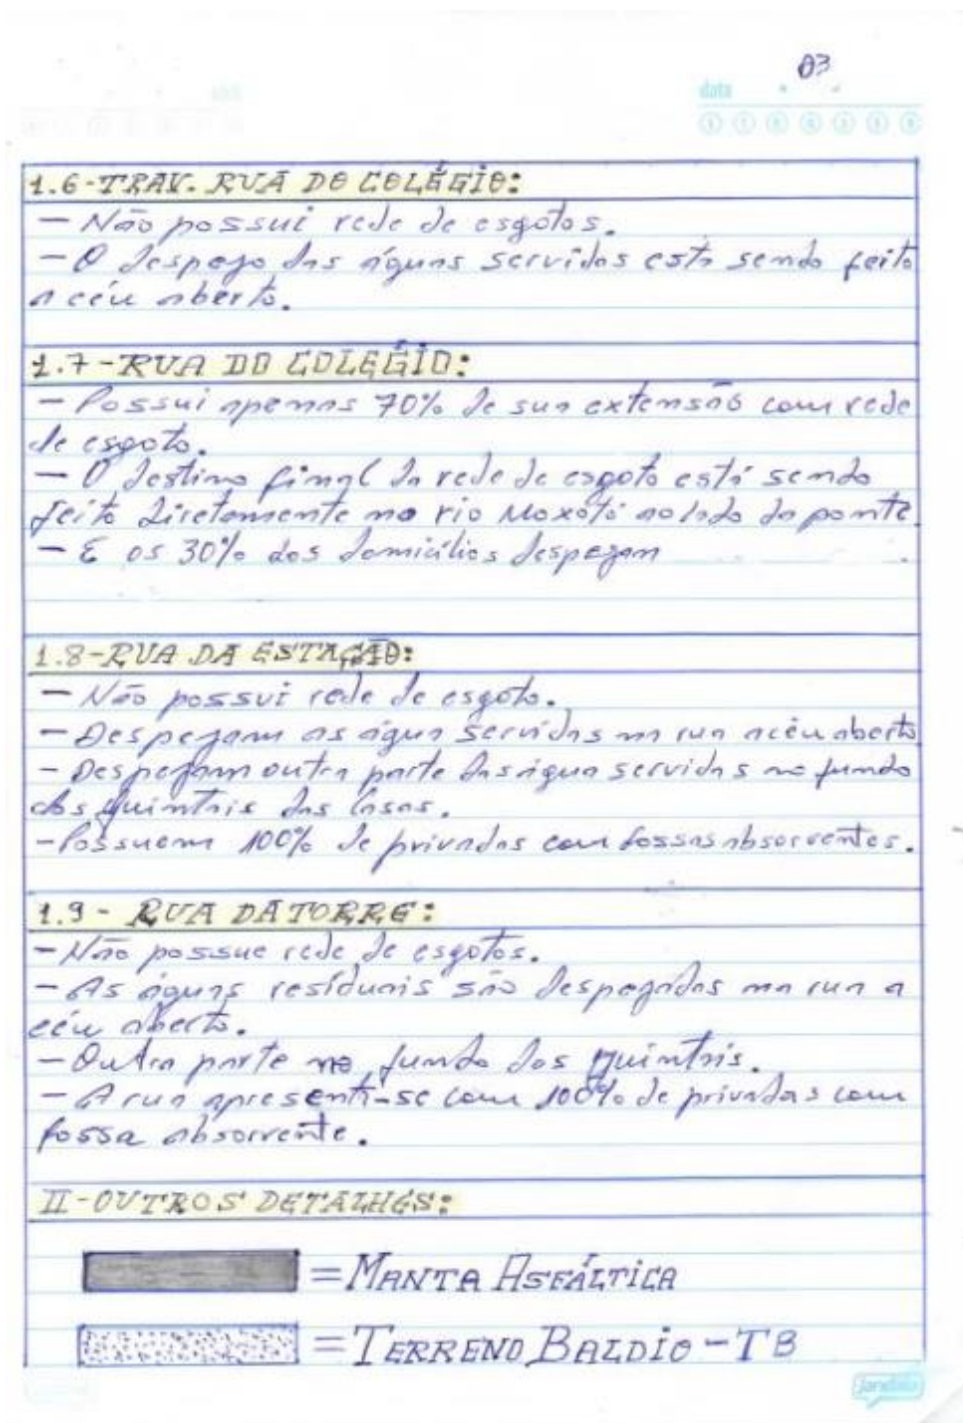 03
data
1.6-TRAV. RUA DO COLÉGIO:
- Não possui rede de esgotos.
- O despejo das águas servidas está sendo feito
a céu aberto.
1.7-RUA DO COLÉGIO:
- Possui apenas 70% de sua extensão com rede
de esgoto.
- O destino final da rede de esgoto está sendo
feito diretamente no rio Moxotó ao lado da ponte.
- E os 30% dos domicílios despejam
1.8-RUA DA ESTAÇÃO:
- Não possui rede de esgoto.
- Despejam as água servidas na rua a céu aberto
- Despejam outra parte das água servidas no fundo
dos quintais das casas.
- Possuem 100% de privadas com fossas absorventes.
1.9- RUA DA TORRE:
- Não possue rede de esgotos.
- As águas residuais são despejadas na rua a
céu aberto.
- Outra parte no fundo dos quintais.
- A rua apresenta-se com 100% de privadas com
fossa absorvente.
II-OUTROS DETALHES:
= MANTA ASFÁLTICA
= TERRENO BALDIO-TB
jandaia